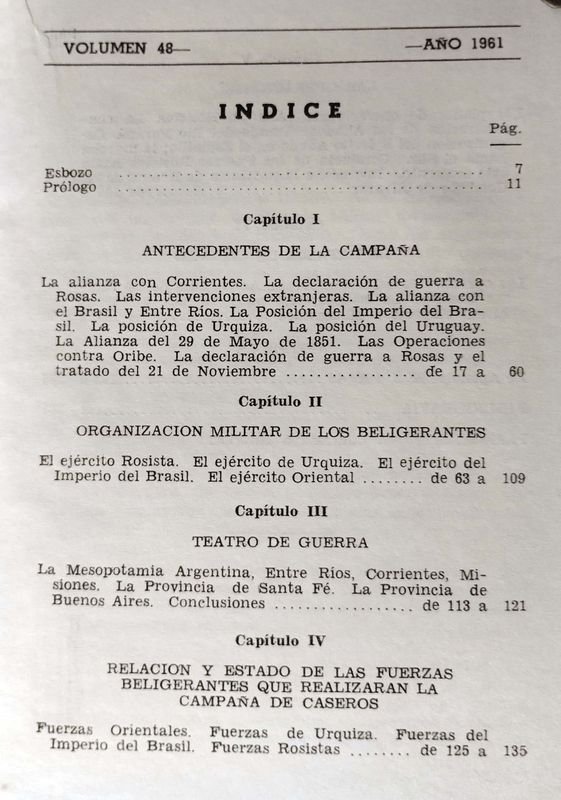 VOLUMEN 48— —AÑO 1961
INDICE
Pág.
Esbozo ........................................ 7
Prólogo ........................................ 11
Capítulo I
ANTECEDENTES DE LA CAMPAÑA
La alianza con Corrientes. La declaración de guerra a
Rosas. Las intervenciones extranjeras. La alianza con
el Brasil y Entre Ríos. La Posición del Imperio del Bra-
sil. La posición de Urquiza. La posición del Uruguay.
La Alianza del 29 de Mayo de 1851. Las Operaciones
contra Oribe. La declaración de guerra a Rosas y el
tratado del 21 de Noviembre ................. de 17 a 60
Capítulo II
ORGANIZACION MILITAR DE LOS BELIGERANTES
El ejército Rosista. El ejército de Urquiza. El ejército del
Imperio del Brasil. El ejército Oriental ........ de 63 a 109
Capítulo III
TEATRO DE GUERRA
La Mesopotamia Argentina, Entre Ríos, Corrientes, Mi-
siones. La Provincia de Santa Fé. La Provincia de
Buenos Aires. Conclusiones .................. de 113 a 121
Capítulo IV
RELACION Y ESTADO DE LAS FUERZAS
BELIGERANTES QUE REALIZARAN LA
CAMPAÑA DE CASEROS
Fuerzas Orientales. Fuerzas de Urquiza. Fuerzas del
Imperio del Brasil. Fuerzas Rosistas ........ de 125 a 135